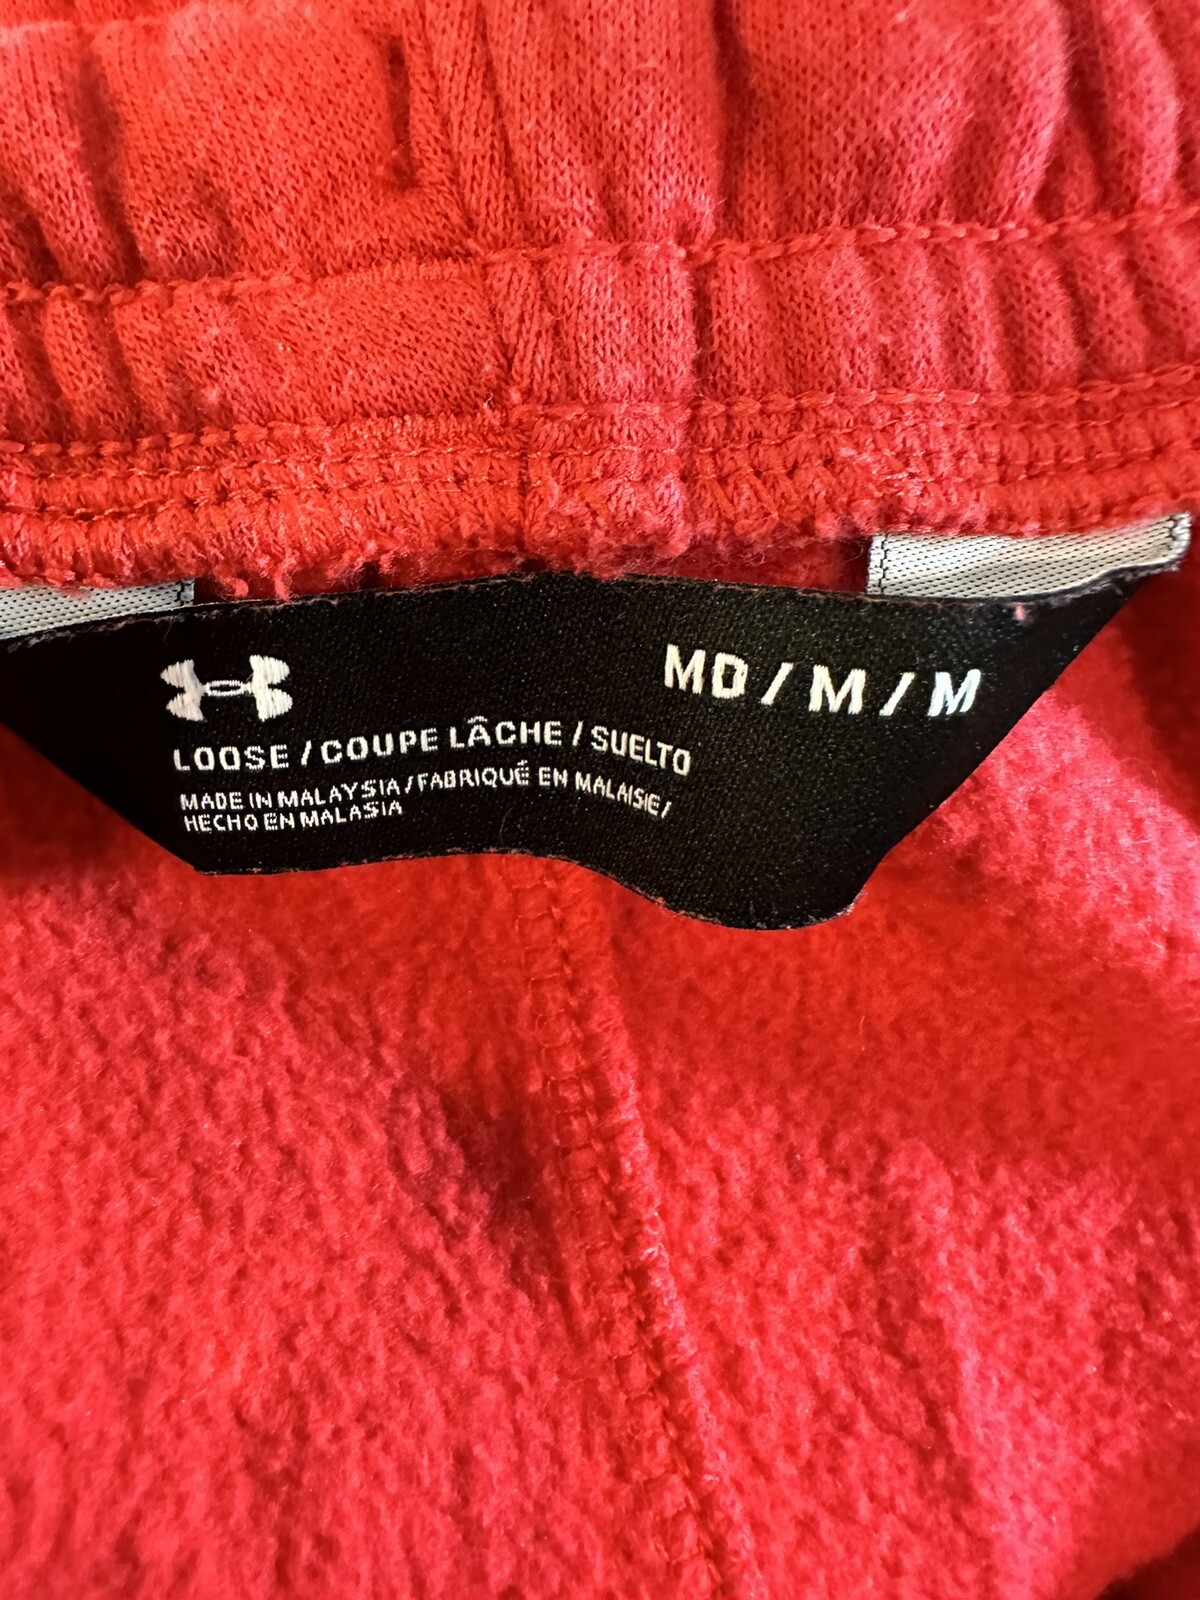 MD / M / M
LOOSE / COUPE LÂCHE / SUELTO
MADE IN MALAYSIA / FABRIQUÉ EN MALAISIE /
HECHO EN MALASIA